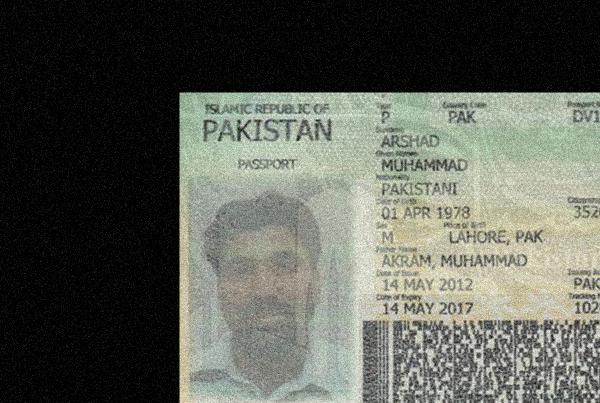 ISLAMIC REPUBLIC OF
PAKISTAN
PASSPORT
Type Country Code Passport N
P PAK DV1
Surname
ARSHAD
Given Names
MUHAMMAD
Nationality
PAKISTANI
Date of Birth Citizenship
01 APR 1978 352
Sex Place of Birth
M LAHORE, PAK
Father Name
AKRAM, MUHAMMAD
Date of Issue Issuing Au
14 MAY 2012 PAK
Date of Expiry Tracking N
14 MAY 2017 102